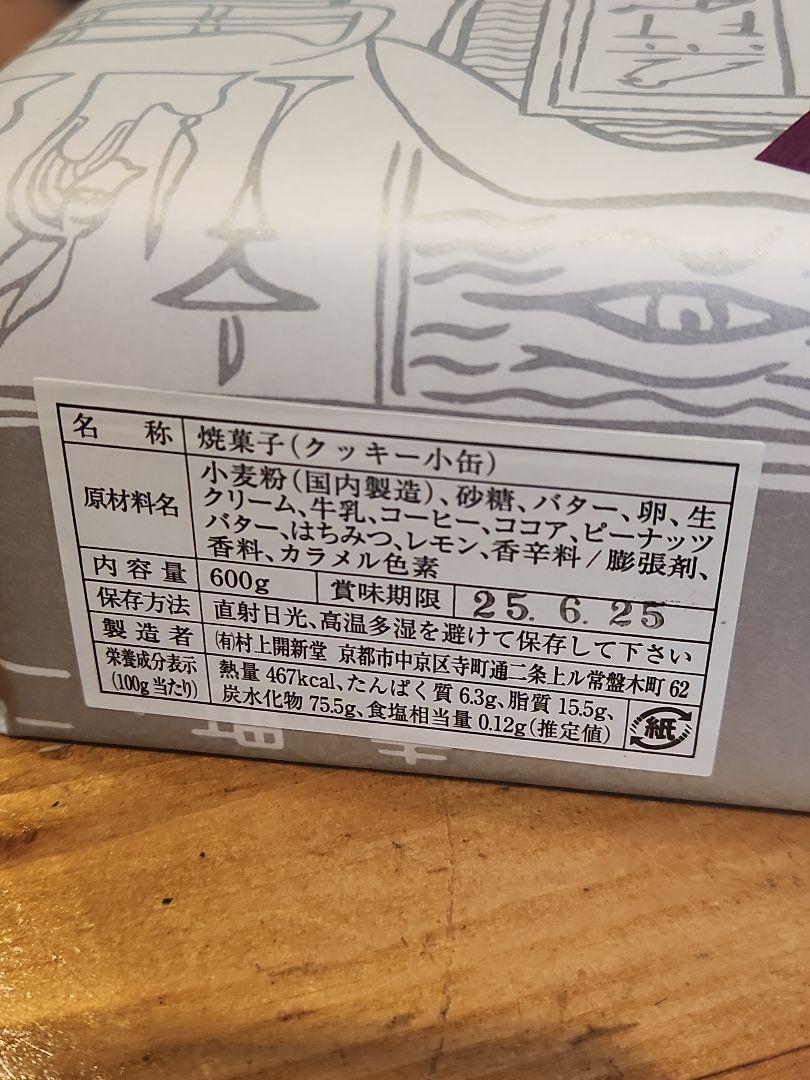 名称 焼菓子(クッキー小缶)
原材料名 小麦粉(国内製造)、砂糖、バター、卵、生
クリーム、牛乳、コーヒー、ココア、ピーナッツ
バター、はちみつ、レモン、香辛料/膨張剤、
香料、カラメル色素
内容量 600g 賞味期限 25. 6. 25
保存方法 直射日光、高温多湿を避けて保存して下さい
製造者 ㈲村上開新堂 京都市中京区寺町通二条上ル常盤木町 62
栄養成分表示 熱量 467kcal、たんぱく質 6.3g、脂質 15.5g、
(100g 当たり) 炭水化物 75.5g、食塩相当量 0.12g(推定値)
紙